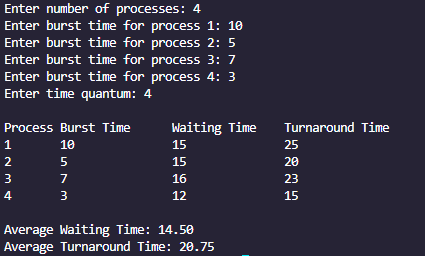 Enter number of processes: 4
Enter burst time for process 1: 10
Enter burst time for process 2: 5
Enter burst time for process 3: 7
Enter burst time for process 4: 3
Enter time quantum: 4

Process Burst Time     Waiting Time    Turnaround Time
1       10             15              25
2       5              15              20
3       7              16              23
4       3              12              15

Average Waiting Time: 14.50
Average Turnaround Time: 20.75